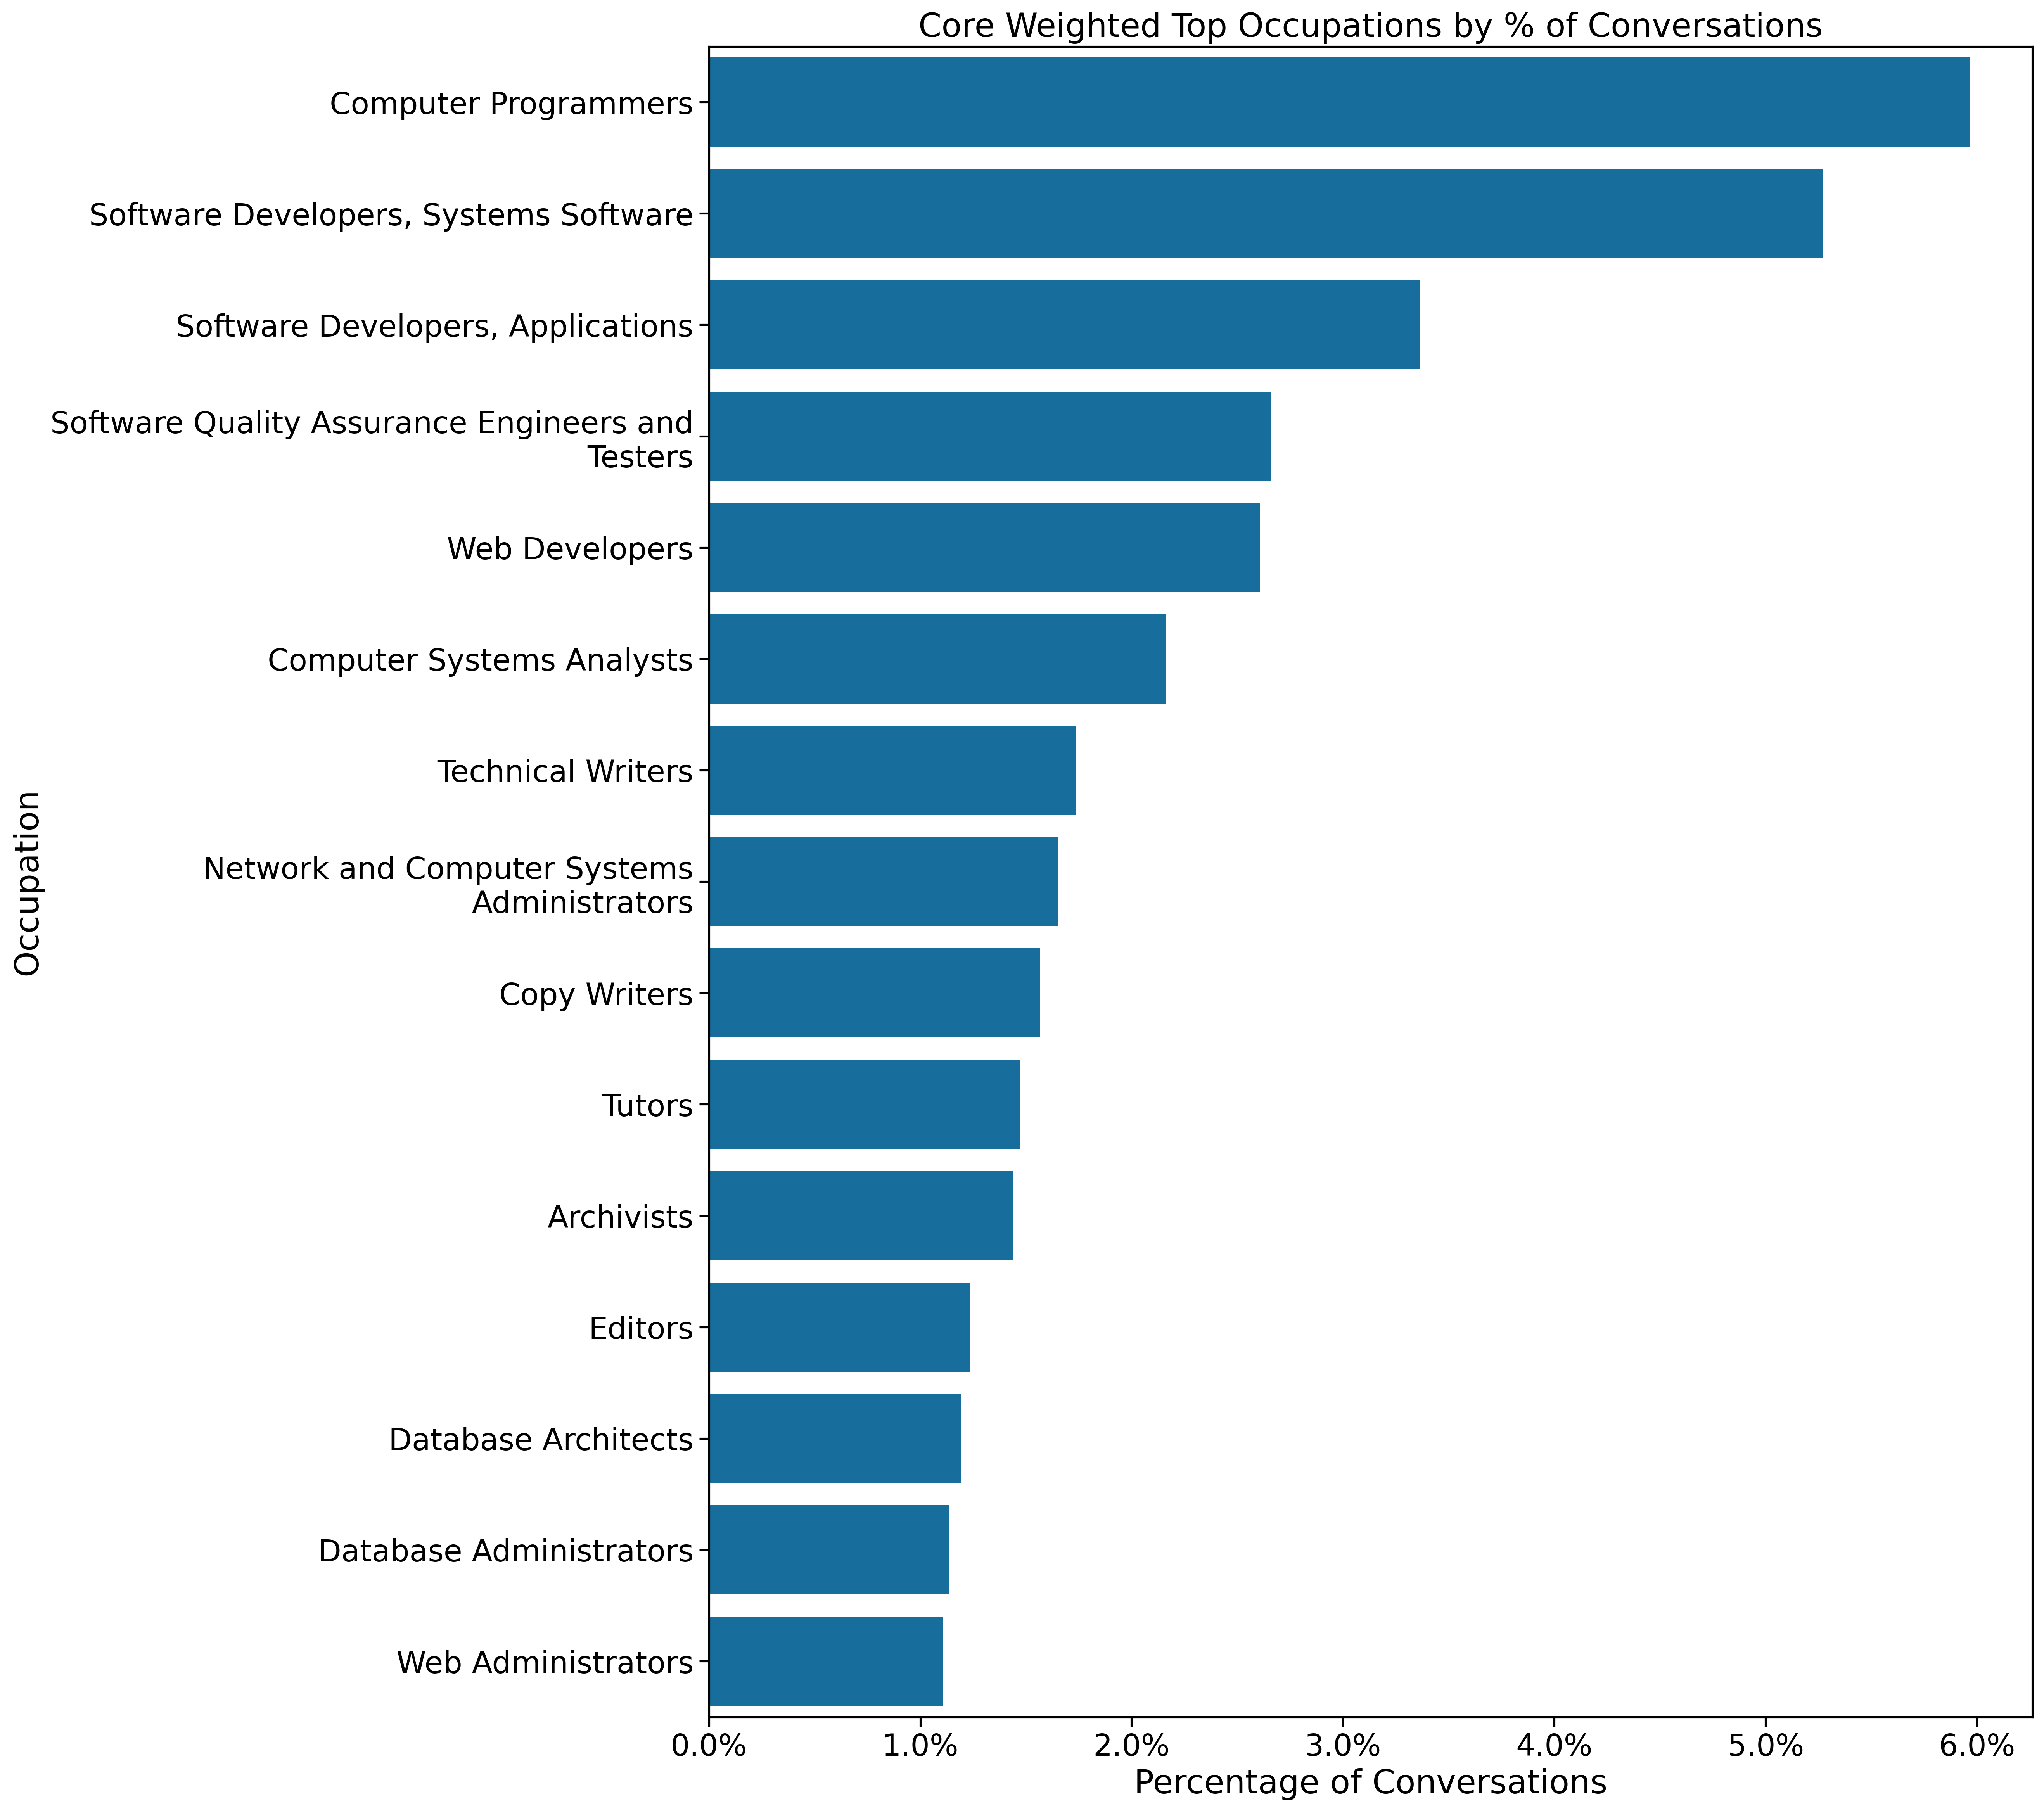 Core Weighted Top Occupations by % of Conversations
Computer Programmers
Software Developers, Systems Software
Software Developers, Applications
Software Quality Assurance Engineers and
Testers
Web Developers
Computer Systems Analysts
Technical Writers
Network and Computer Systems
Administrators
Copy Writers
Tutors
Archivists
Editors
Database Architects
Database Administrators
Web Administrators
Occupation
0.0% 1.0% 2.0% 3.0% 4.0% 5.0% 6.0%
Percentage of Conversations